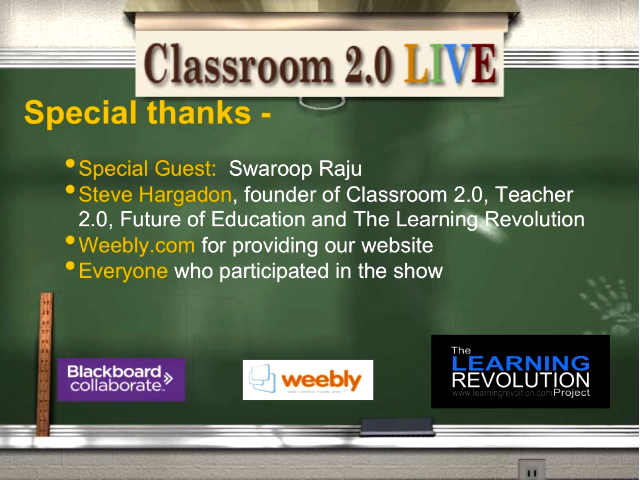 Classroom 2.0 LIVE
Special thanks -
•Special Guest:  Swaroop Raju
•Steve Hargadon, founder of Classroom 2.0, Teacher
2.0, Future of Education and The Learning Revolution
•Weebly.com for providing our website
•Everyone who participated in the show
Blackboard
collaborate™
weebly
The
LEARNING
REVOLUTION
Project